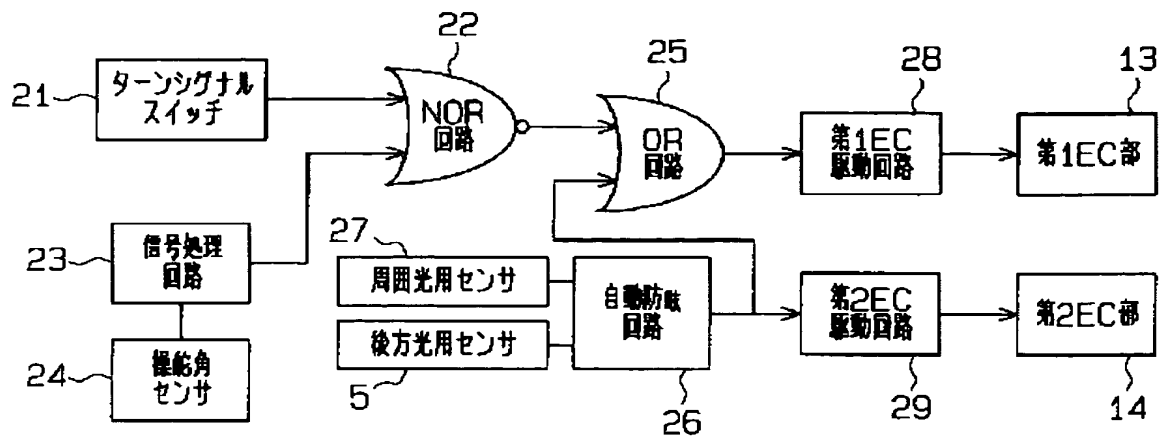 22
25
28
13
21
ターンシグナル
スイッチ
NOR
回路
OR
回路
第1EC
駆動回路
第1EC部
23
信号処理
回路
27
周囲光用センサ
後方光用センサ
5
自動防眩
回路
26
第2EC
駆動回路
29
第2EC部
14
24
操舵角
センサ